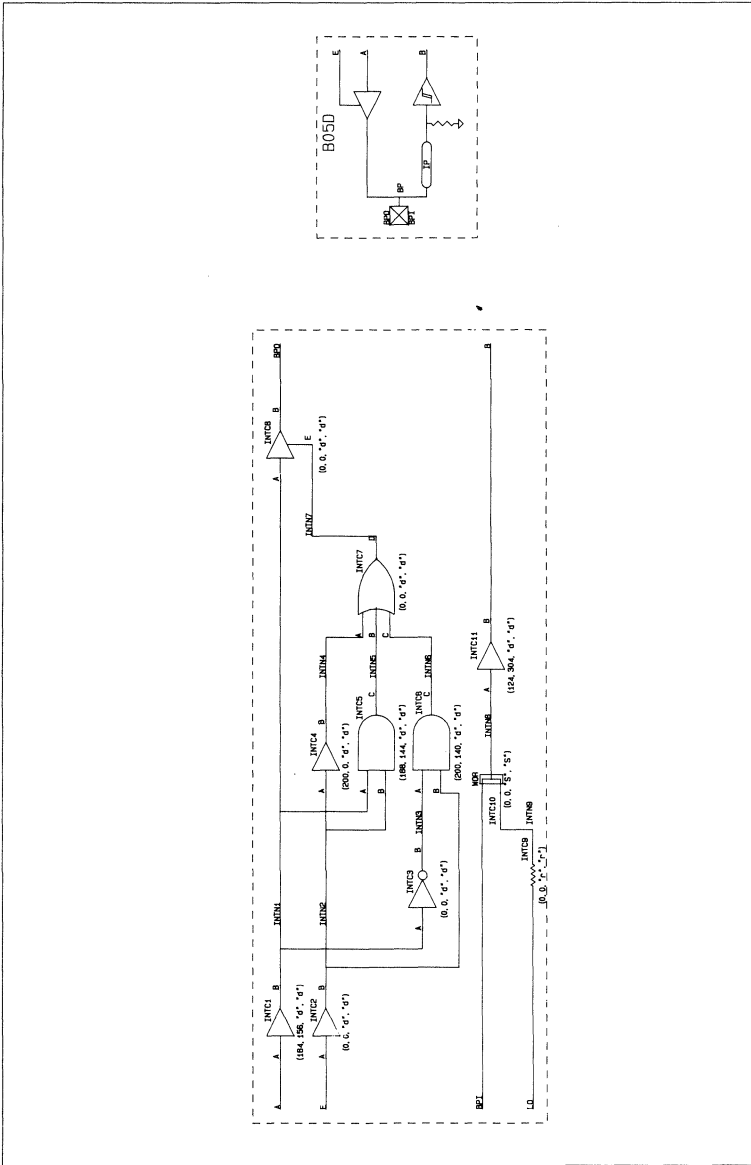 B05D
E
A
B
BPO
BPI
BP
IP
A
A
INTC1
B
(184,156,"d","d")
INTN1
A
INTC8
B
BPO
E
(0,0,"d","d")
INTN7
E
A
INTC2
B
INTN2
A
INTC4
B
(200,0,"d","d")
INTN4
A
B
INTC5
C
(188,144,"d","d")
INTN5
A
B
C
INTC7
D
(0,0,"d","d")
A
INTC3
B
(0,0,"d","d")
INTN3
A
B
INTC6
C
(200,140,"d","d")
INTN6
BPI
WOR
INTC10
(0,0,"S","S")
INTN8
A
INTC11
B
(124,304,"d","d")
B
LO
INTC9
(0,0,"r","r")
INTN9